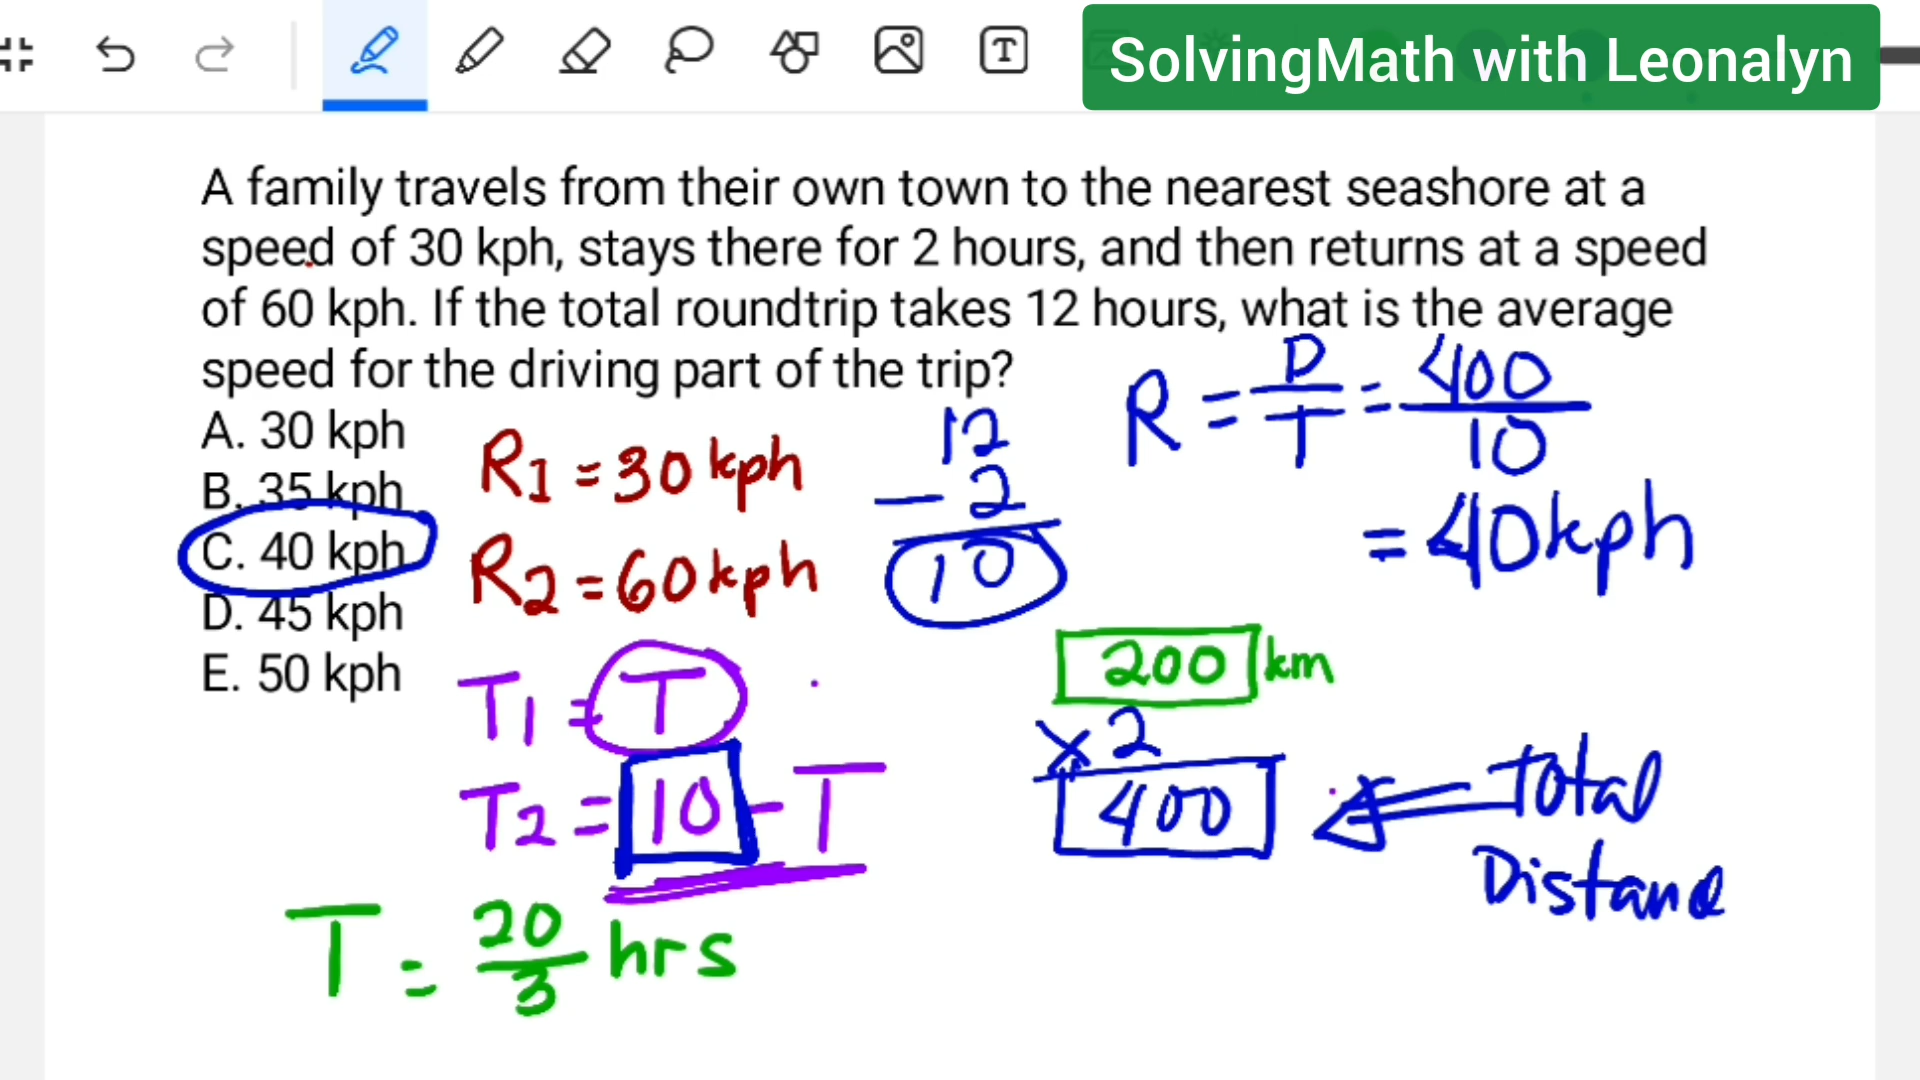 SolvingMath with Leonalyn
A family travels from their own town to the nearest seashore at a
speed of 30 kph, stays there for 2 hours, and then returns at a speed
of 60 kph. If the total roundtrip takes 12 hours, what is the average
speed for the driving part of the trip?
A. 30 kph
B. 35 kph
C. 40 kph
D. 45 kph
E. 50 kph
R1 = 30 kph
R2 = 60 kph
12
- 2
10
R = D/T = 400/10
= 40 kph
T1 = T
T2 = 10 - T
T = 20/3 hrs
200 km
x 2
400
Total
Distance